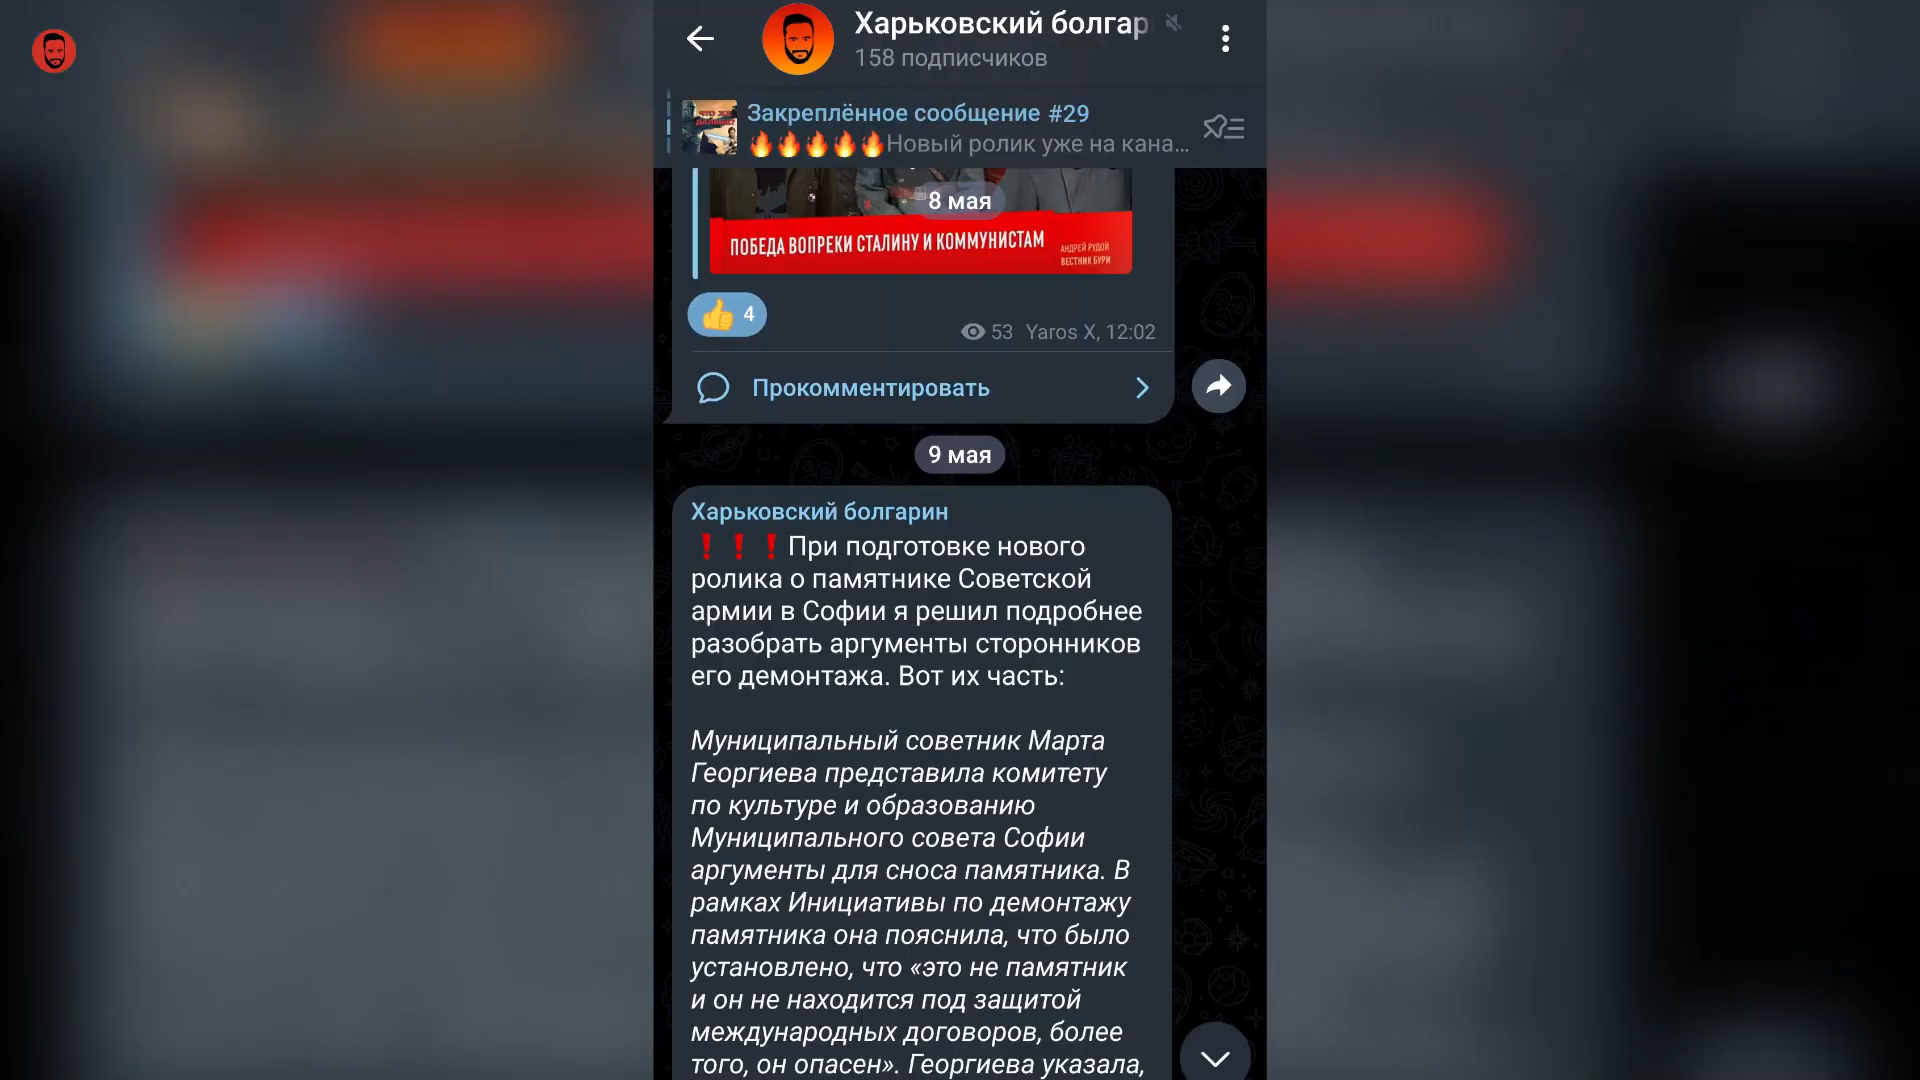 Харьковский болгар
158 подписчиков
Закреплённое сообщение #29
🔥🔥🔥🔥🔥Новый ролик уже на кана...
8 мая
ПОБЕДА ВОПРЕКИ СТАЛИНУ И КОММУНИСТАМ
АНДРЕЙ РУДОЙ
ВЕСТНИК БУРИ
👍 4
53 Yaros X, 12:02
Прокомментировать
9 мая
Харьковский болгарин
❗❗❗При подготовке нового
ролика о памятнике Советской
армии в Софии я решил подробнее
разобрать аргументы сторонников
его демонтажа. Вот их часть:
Муниципальный советник Марта
Георгиева представила комитету
по культуре и образованию
Муниципального совета Софии
аргументы для сноса памятника. В
рамках Инициативы по демонтажу
памятника она пояснила, что было
установлено, что «это не памятник
и он не находится под защитой
международных договоров, более
того, он опасен». Георгиева указала,